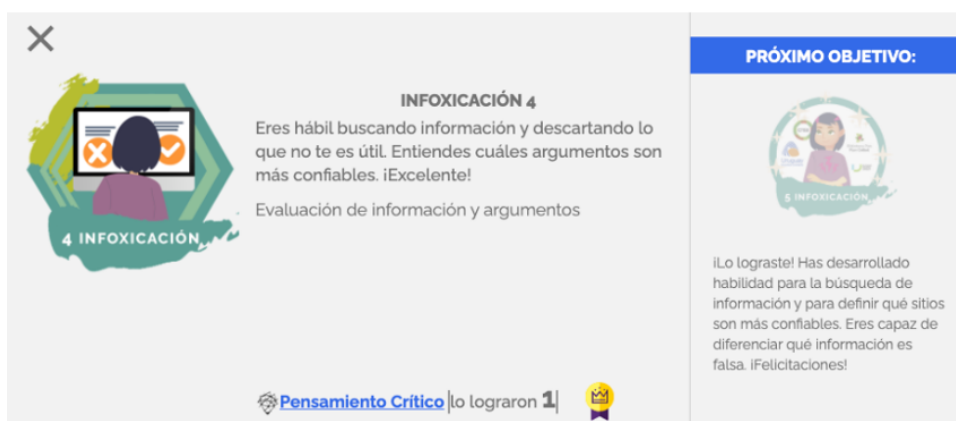 INFOXICACIÓN 4
Eres hábil buscando información y descartando lo
que no te es útil. Entiendes cuáles argumentos son
más confiables. ¡Excelente!
Evaluación de información y argumentos
4 INFOXICACIÓN
Pensamiento Crítico lo lograron 1
PRÓXIMO OBJETIVO:
5 INFOXICACIÓN
¡Lo lograste! Has desarrollado
habilidad para la búsqueda de
información y para definir qué sitios
son más confiables. Eres capaz de
diferenciar qué información es
falsa. ¡Felicitaciones!